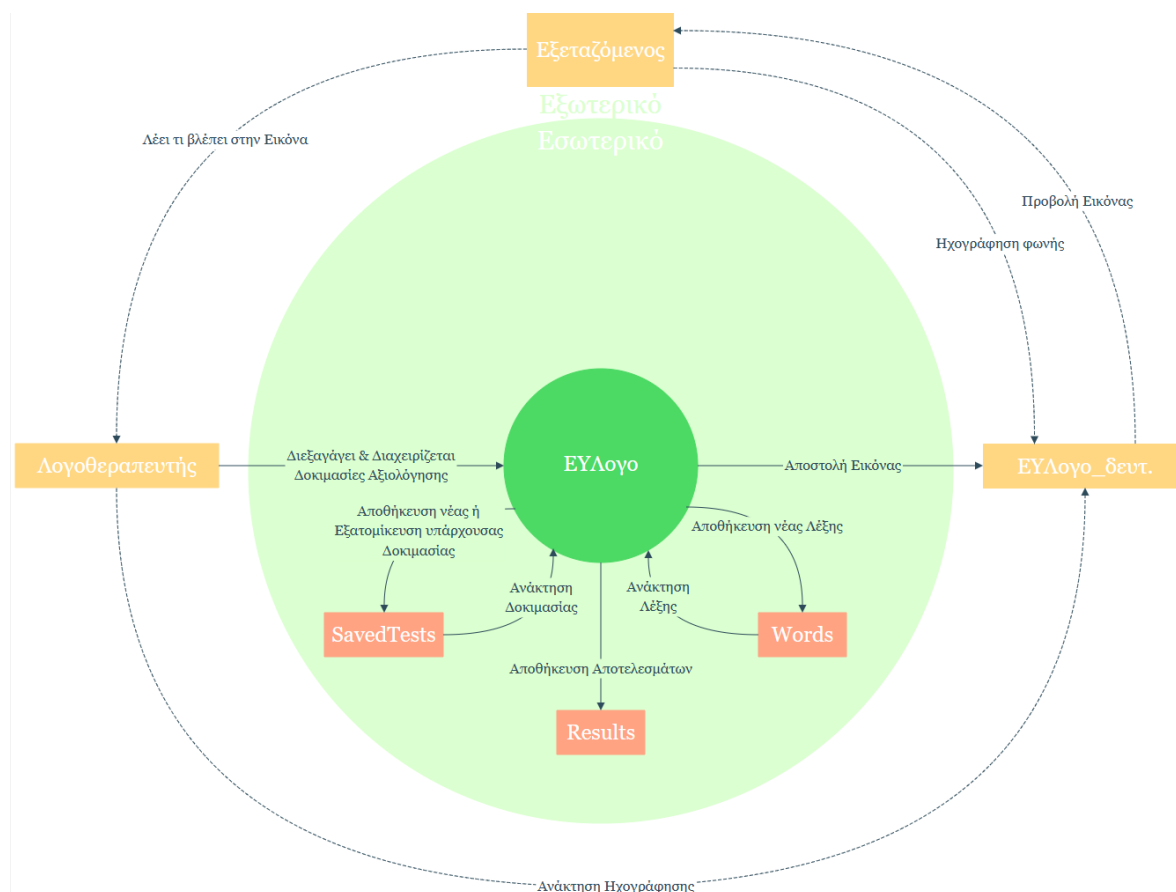 Εξεταζόμενος
Εξωτερικό
Εσωτερικό
Λέει τι βλέπει στην Εικόνα
Προβολή Εικόνας
Ηχογράφηση φωνής
Λογοθεραπευτής
Διεξαγάγει & Διαχειρίζεται
Δοκιμασίες Αξιολόγησης
ΕΥΛογο
Αποστολή Εικόνας
ΕΥΛογο_δευτ.
Αποθήκευση νέας ή
Εξατομίκευση υπάρχουσας
Δοκιμασίας
Αποθήκευση νέας Λέξης
Ανάκτηση
Δοκιμασίας
Ανάκτηση
Λέξης
SavedTests
Words
Αποθήκευση Αποτελεσμάτων
Results
Ανάκτηση Ηχογράφησης